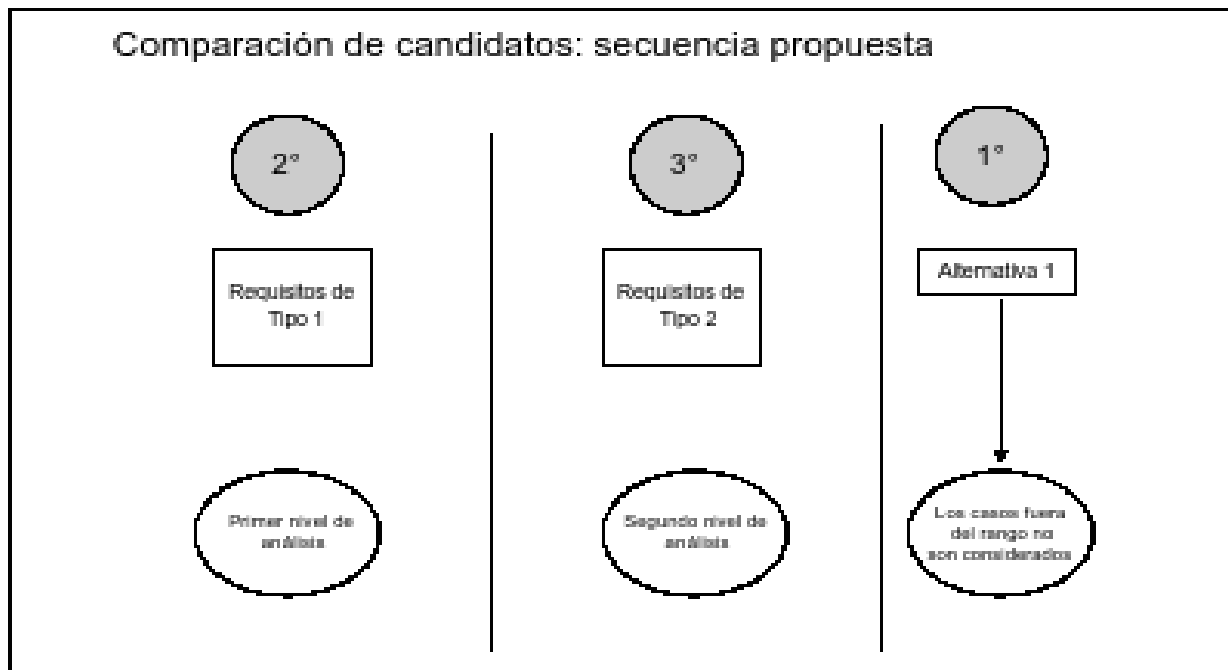 Comparación de candidatos: secuencia propuesta
2°
3°
1°
Requisitos de
Tipo 1
Requisitos de
Tipo 2
Alternativa 1
Primer nivel de
análisis
Segundo nivel de
análisis
Los casos fuera
del rango no
son considerados